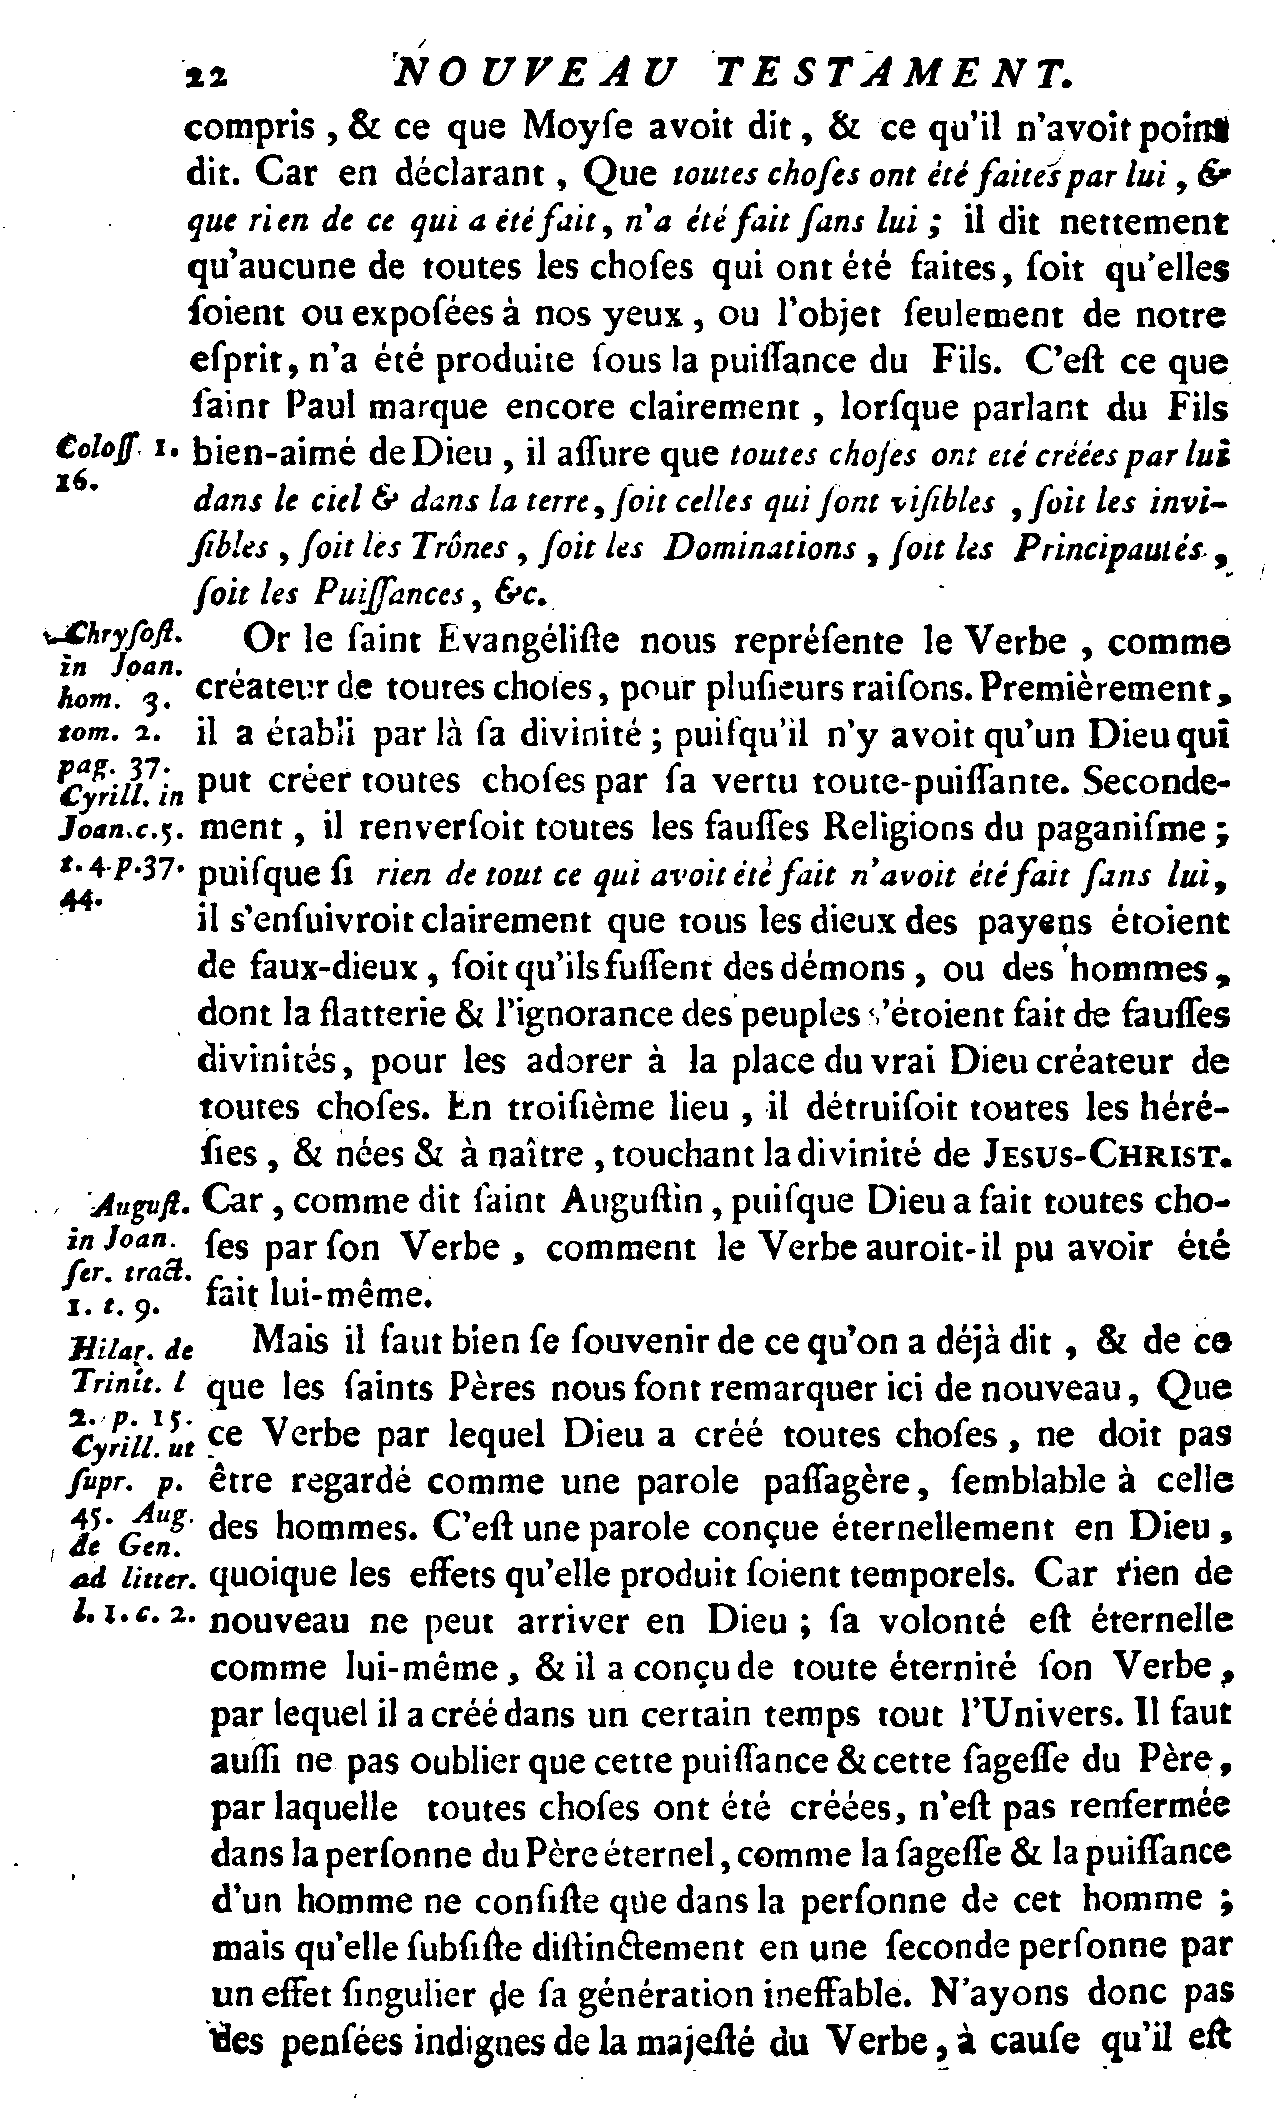 22 NOUVEAU TESTAMENT.
compris, & ce que Moyſe avoit dit, & ce qu'il n'avoit point
dit. Car en déclarant, Que toutes choſes ont été faites par lui, &
que rien de ce qui a été fait, n'a été fait ſans lui; il dit nettement
qu'aucune de toutes les choſes qui ont été faites, ſoit qu'elles
ſoient ou expoſées à nos yeux, ou l'objet ſeulement de notre
eſprit, n'a été produite ſous la puiſſance du Fils. C'eſt ce que
ſaint Paul marque encore clairement, lorſque parlant du Fils
Coloſſ. 1. 16.
bien-aimé de Dieu, il aſſure que toutes choſes ont été créées par lui
dans le ciel & dans la terre, ſoit celles qui ſont viſibles, ſoit les invi-
ſibles, ſoit les Trônes, ſoit les Dominations, ſoit les Principautés,
ſoit les Puiſſances, &c.
Chryſoſt.
in Joan.
hom. 3.
tom. 2.
pag. 37.
Cyrill. in
Joan. c. 5.
t. 4. p. 37.
44.
Or le ſaint Evangéliſte nous repréſente le Verbe, comme
créateur de toutes choſes, pour pluſieurs raiſons. Premièrement,
il a établi par là ſa divinité; puiſqu'il n'y avoit qu'un Dieu qui
put créer toutes choſes par ſa vertu toute-puiſſante. Seconde-
ment, il renverſoit toutes les fauſſes Religions du paganiſme;
puiſque ſi rien de tout ce qui avoit été fait n'avoit été fait ſans lui,
il s'enſuivroit clairement que tous les dieux des payens étoient
de faux-dieux, ſoit qu'ils fuſſent des démons, ou des hommes,
dont la flatterie & l'ignorance des peuples s'étoient fait de fauſſes
divinités, pour les adorer à la place du vrai Dieu créateur de
toutes choſes. En troiſième lieu, il détruiſoit toutes les héré-
ſies, & nées & à naître, touchant la divinité de JESUS-CHRIST.
Auguſt.
in Joan.
ſer. tract.
1. t. 9.
Car, comme dit ſaint Auguſtin, puiſque Dieu a fait toutes cho-
ſes par ſon Verbe, comment le Verbe auroit-il pu avoir été
fait lui-même.
Hilar. de
Trinit. l
2. p. 15.
Cyrill. ut
ſupr. p.
45. Aug.
de Gen.
ad litter.
l. 1. c. 2.
Mais il faut bien ſe ſouvenir de ce qu'on a déjà dit, & de ce
que les ſaints Pères nous font remarquer ici de nouveau, Que
ce Verbe par lequel Dieu a créé toutes choſes, ne doit pas
être regardé comme une parole paſſagère, ſemblable à celle
des hommes. C'eſt une parole conçue éternellement en Dieu,
quoique les effets qu'elle produit ſoient temporels. Car rien de
nouveau ne peut arriver en Dieu; ſa volonté eſt éternelle
comme lui-même, & il a conçu de toute éternité ſon Verbe,
par lequel il a créé dans un certain temps tout l'Univers. Il faut
auſſi ne pas oublier que cette puiſſance & cette ſageſſe du Père,
par laquelle toutes choſes ont été créées, n'eſt pas renfermée
dans la perſonne du Père éternel, comme la ſageſſe & la puiſſance
d'un homme ne conſiſte que dans la perſonne de cet homme;
mais qu'elle ſubſiſte diſtinctement en une ſeconde perſonne par
un effet ſingulier de ſa génération ineffable. N'ayons donc pas
des penſées indignes de la majeſté du Verbe, à cauſe qu'il eſt